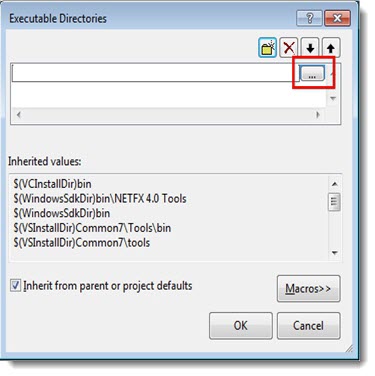 Executable Directories
...
Inherited values:
$(VCInstallDir)bin
$(WindowsSdkDir)bin\NETFX 4.0 Tools
$(WindowsSdkDir)bin
$(VSInstallDir)Common7\Tools\bin
$(VSInstallDir)Common7\tools
Inherit from parent or project defaults
Macros>>
OK
Cancel